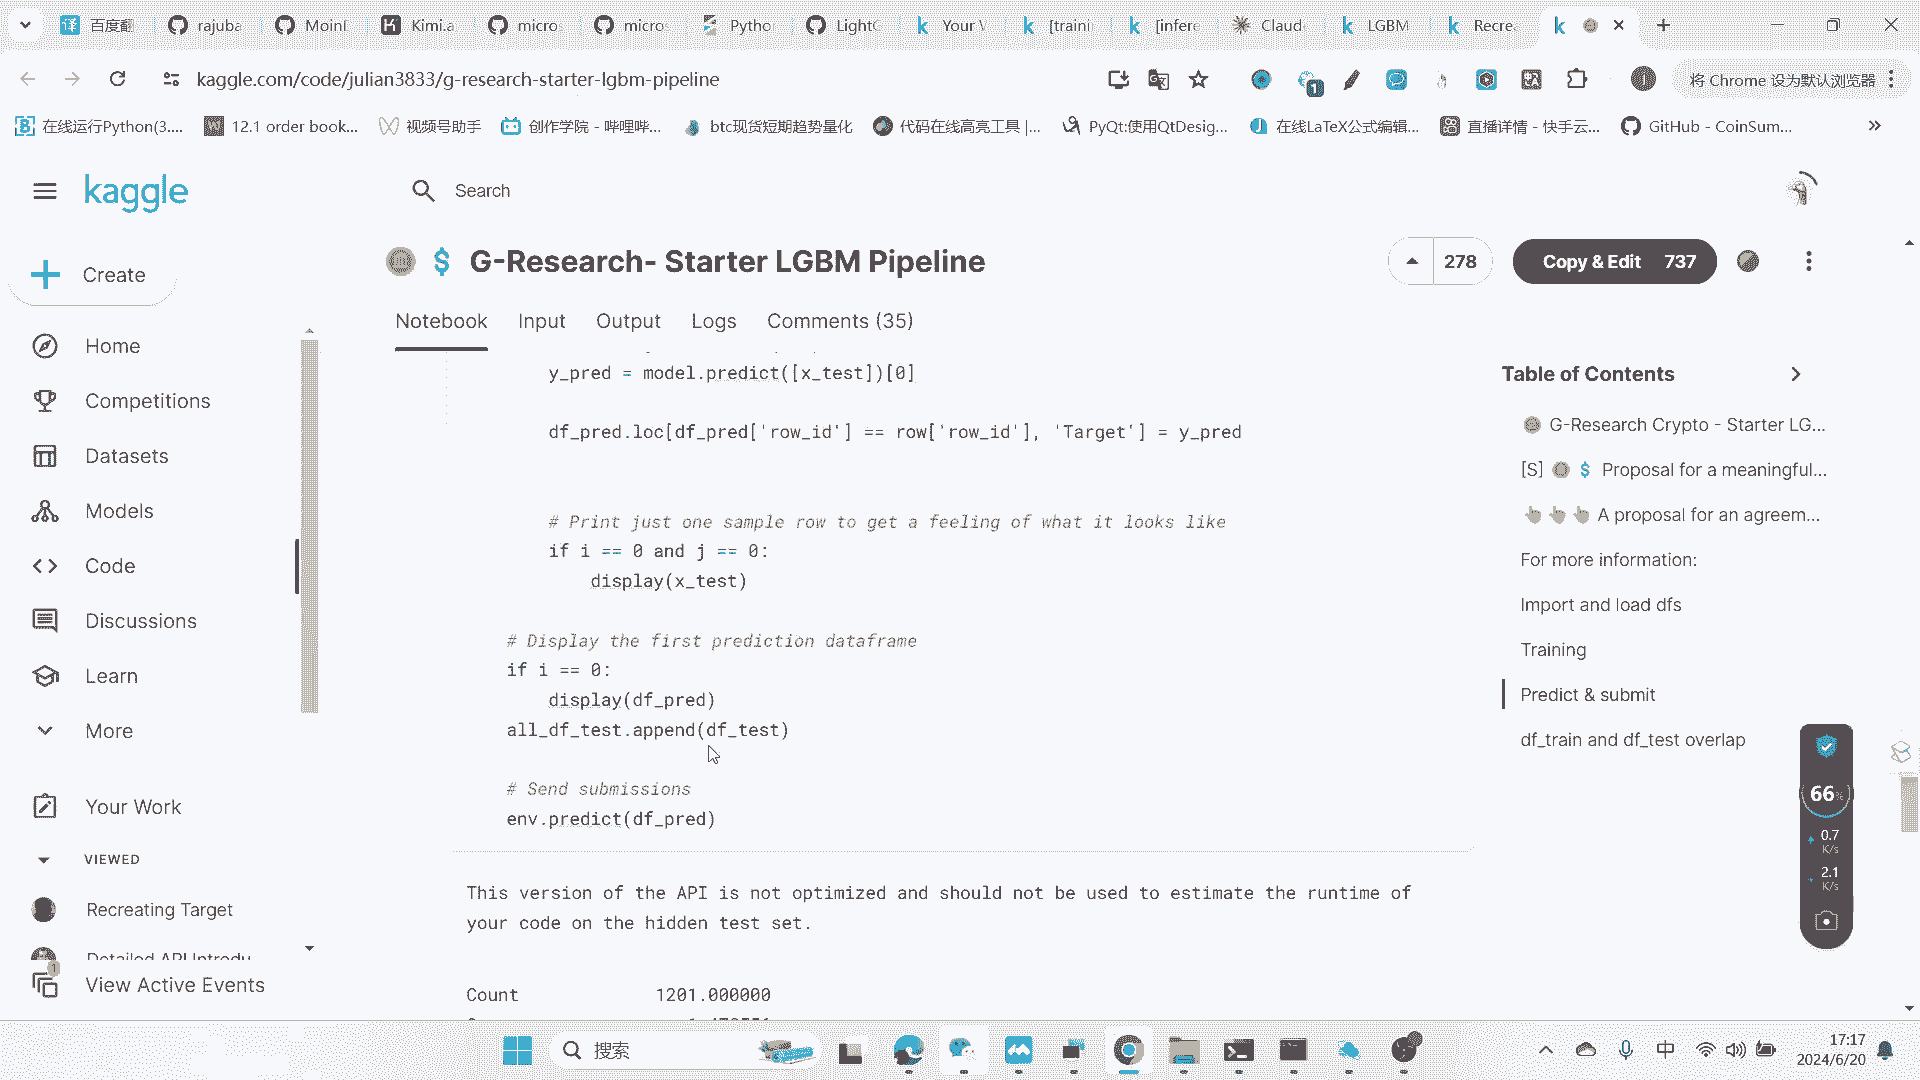 百度翻
rajuba
Moinl
Kimi.a
micros
micros
Pytho
LightG
Your V
[traini
[infere
Claud
LGBM
Recrea
kaggle.com/code/julian3833/g-research-starter-lgbm-pipeline
将 Chrome 设为默认浏览器
在线运行Python(3....
12.1 order book...
视频号助手
创作学院 - 哔哩哔...
btc现货短期趋势量化
代码在线高亮工具 |...
PyQt:使用QtDesig...
在线LaTeX公式编辑...
直播详情 - 快手云...
GitHub - CoinSum...
kaggle
Search
Create
Home
Competitions
Datasets
Models
Code
Discussions
Learn
More
Your Work
VIEWED
Recreating Target
View Active Events
G-Research- Starter LGBM Pipeline
278
Copy & Edit 737
Notebook
Input
Output
Logs
Comments (35)
y_pred = model.predict([x_test])[0]
df_pred.loc[df_pred['row_id'] == row['row_id'], 'Target'] = y_pred
# Print just one sample row to get a feeling of what it looks like
if i == 0 and j == 0:
display(x_test)
# Display the first prediction dataframe
if i == 0:
display(df_pred)
all_df_test.append(df_test)
# Send submissions
env.predict(df_pred)
This version of the API is not optimized and should not be used to estimate the runtime of
your code on the hidden test set.
Count 1201.000000
Table of Contents
G-Research Crypto - Starter LG...
[S] $ Proposal for a meaningful...
A proposal for an agreem...
For more information:
Import and load dfs
Training
Predict & submit
df_train and df_test overlap
66%
0.7
K/s
2.1
K/s
搜索
中
17:17
2024/6/20